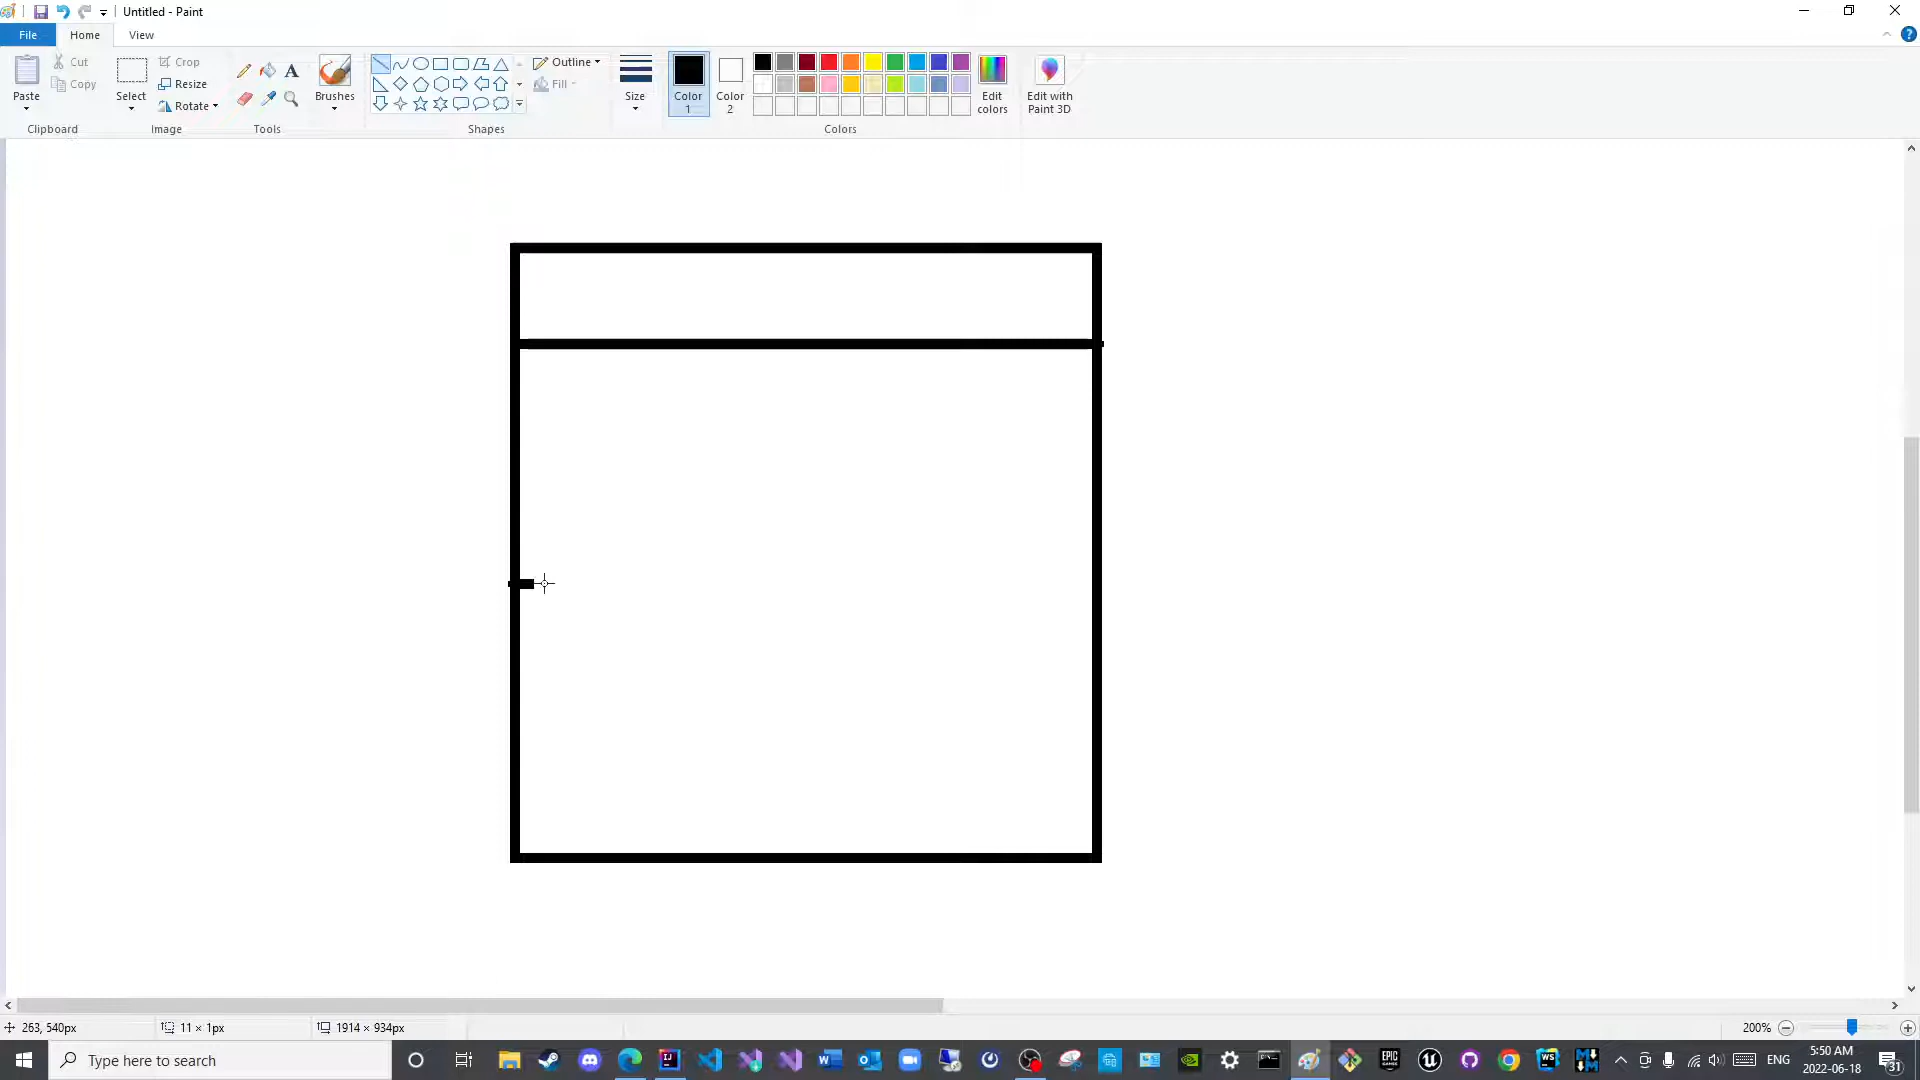 Untitled - Paint
File Home View
Paste
Cut
Copy
Clipboard
Select
Crop
Resize
Rotate
Image
A
Tools
Brushes
Outline
Fill
Shapes
Size
Color 1
Color 2
Edit colors
Colors
Edit with Paint 3D
263, 540px
11 × 1px
1914 × 934px
200%
Type here to search
ENG
5:50 AM
2022-06-18
31